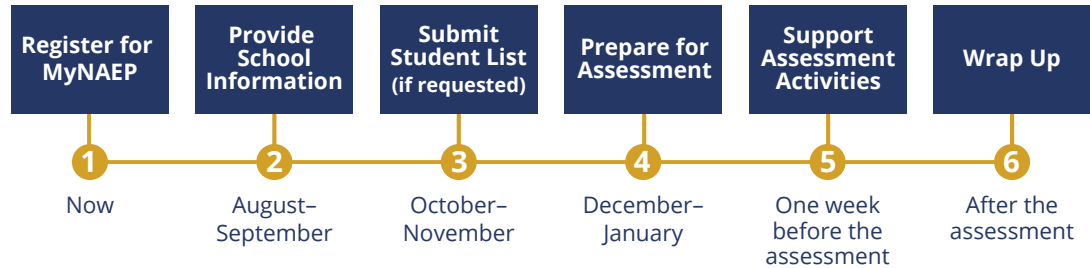 Register for
MyNAEP
Provide
School
Information
Submit
Student List
(if requested)
Prepare for
Assessment
Support
Assessment
Activities
Wrap Up
1
2
3
4
5
6
Now
August–
September
October–
November
December–
January
One week
before the
assessment
After the
assessment